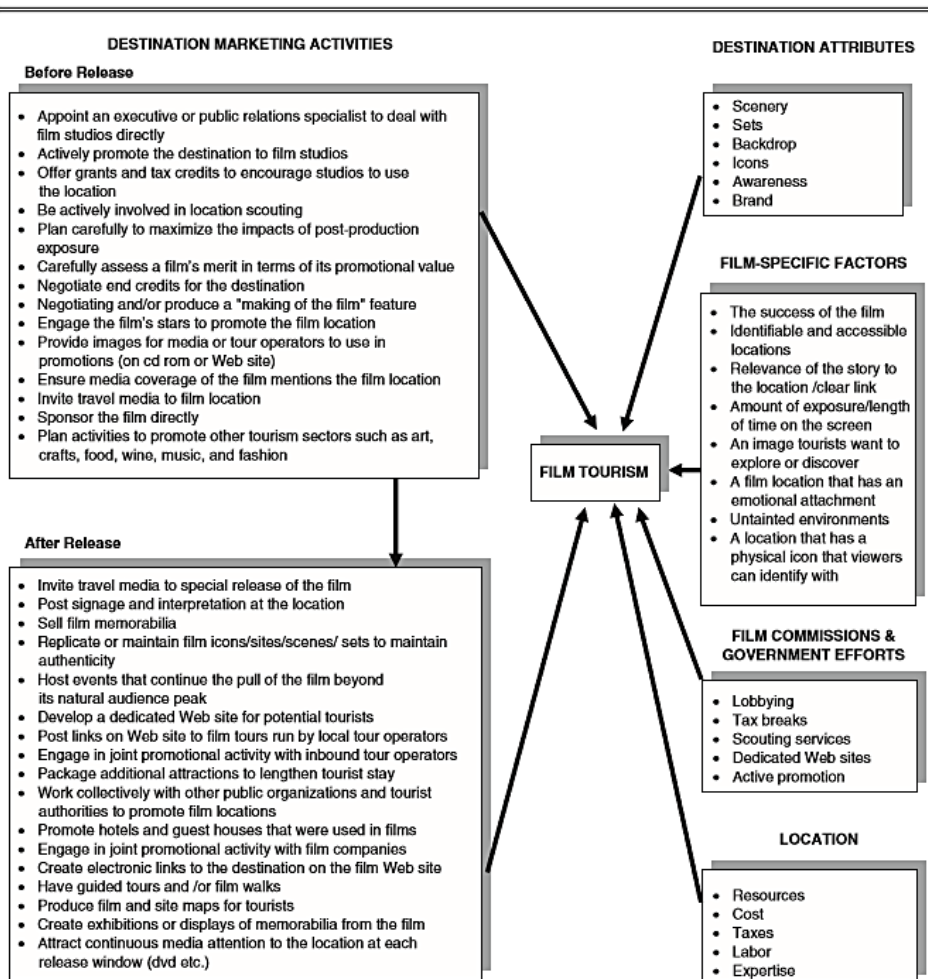 DESTINATION MARKETING ACTIVITIES
Before Release
• Appoint an executive or public relations specialist to deal with
film studios directly
• Actively promote the destination to film studios
• Offer grants and tax credits to encourage studios to use
the location
• Be actively involved in location scouting
• Plan carefully to maximize the impacts of post-production
exposure
• Carefully assess a film's merit in terms of its promotional value
• Negotiate end credits for the destination
• Negotiating and/or produce a "making of the film" feature
• Engage the film's stars to promote the film location
• Provide images for media or tour operators to use in
promotions (on cd rom or Web site)
• Ensure media coverage of the film mentions the film location
• Invite travel media to film location
• Sponsor the film directly
• Plan activities to promote other tourism sectors such as art,
crafts, food, wine, music, and fashion
After Release
• Invite travel media to special release of the film
• Post signage and interpretation at the location
• Sell film memorabilia
• Replicate or maintain film icons/sites/scenes/ sets to maintain
authenticity
• Host events that continue the pull of the film beyond
its natural audience peak
• Develop a dedicated Web site for potential tourists
• Post links on Web site to film tours run by local tour operators
• Engage in joint promotional activity with inbound tour operators
• Package additional attractions to lengthen tourist stay
• Work collectively with other public organizations and tourist
authorities to promote film locations
• Promote hotels and guest houses that were used in films
• Engage in joint promotional activity with film companies
• Create electronic links to the destination on the film Web site
• Have guided tours and /or film walks
• Produce film and site maps for tourists
• Create exhibitions or displays of memorabilia from the film
• Attract continuous media attention to the location at each
release window (dvd etc.)
FILM TOURISM
DESTINATION ATTRIBUTES
• Scenery
• Sets
• Backdrop
• Icons
• Awareness
• Brand
FILM-SPECIFIC FACTORS
• The success of the film
• Identifiable and accessible
locations
• Relevance of the story to
the location /clear link
• Amount of exposure/length
of time on the screen
• An image tourists want to
explore or discover
• A film location that has an
emotional attachment
• Untainted environments
• A location that has a
physical icon that viewers
can identify with
FILM COMMISSIONS &
GOVERNMENT EFFORTS
• Lobbying
• Tax breaks
• Scouting services
• Dedicated Web sites
• Active promotion
LOCATION
• Resources
• Cost
• Taxes
• Labor
• Expertise